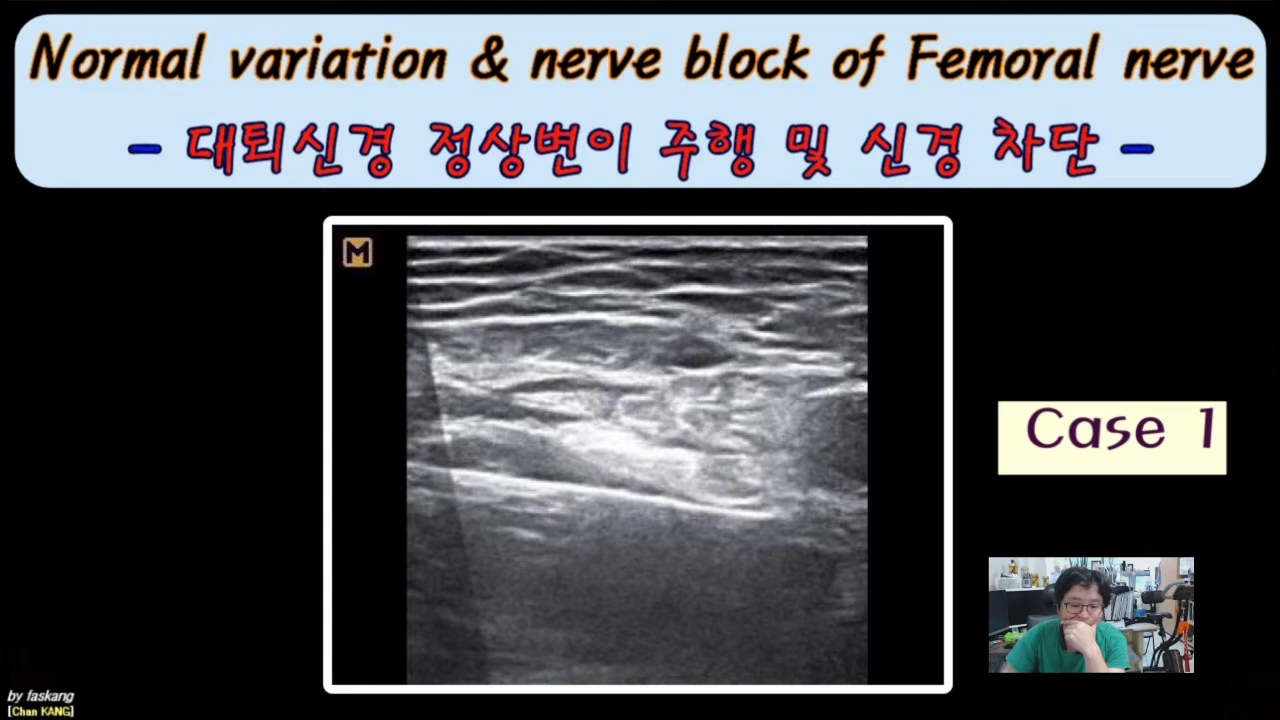 Normal variation & nerve block of Femoral nerve
- 대퇴신경 정상변이 주행 및 신경 차단 -
M
Case 1
by faskang
[Chan KANG]